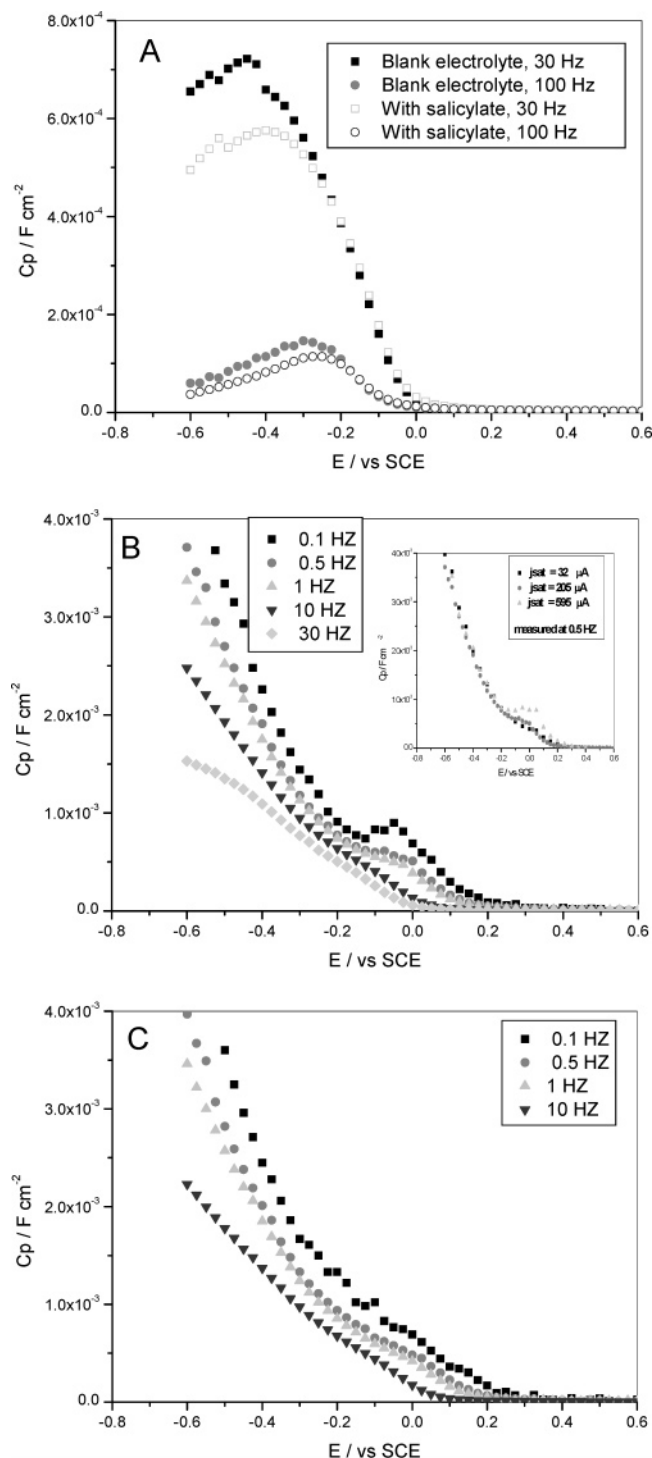 A
Blank electrolyte, 30 Hz
Blank electrolyte, 100 Hz
With salicylate, 30 Hz
With salicylate, 100 Hz
8.0x10⁻⁴
6.0x10⁻⁴
4.0x10⁻⁴
2.0x10⁻⁴
0.0
Cp / F cm⁻²
-0.8 -0.6 -0.4 -0.2 0.0 0.2 0.4 0.6
E / vs SCE
B
0.1 HZ
0.5 HZ
1 HZ
10 HZ
30 HZ
4.0x10⁻³
3.0x10⁻³
2.0x10⁻³
1.0x10⁻³
0.0
Cp / F cm⁻²
jsat = 32 μA
jsat = 205 μA
jsat = 595 μA
measured at 0.5 HZ
Cp / F cm⁻²
E / vs SCE
-0.8 -0.6 -0.4 -0.2 0.0 0.2 0.4 0.6
E / vs SCE
C
0.1 HZ
0.5 HZ
1 HZ
10 HZ
4.0x10⁻³
3.0x10⁻³
2.0x10⁻³
1.0x10⁻³
0.0
Cp / F cm⁻²
-0.8 -0.6 -0.4 -0.2 0.0 0.2 0.4 0.6
E / vs SCE